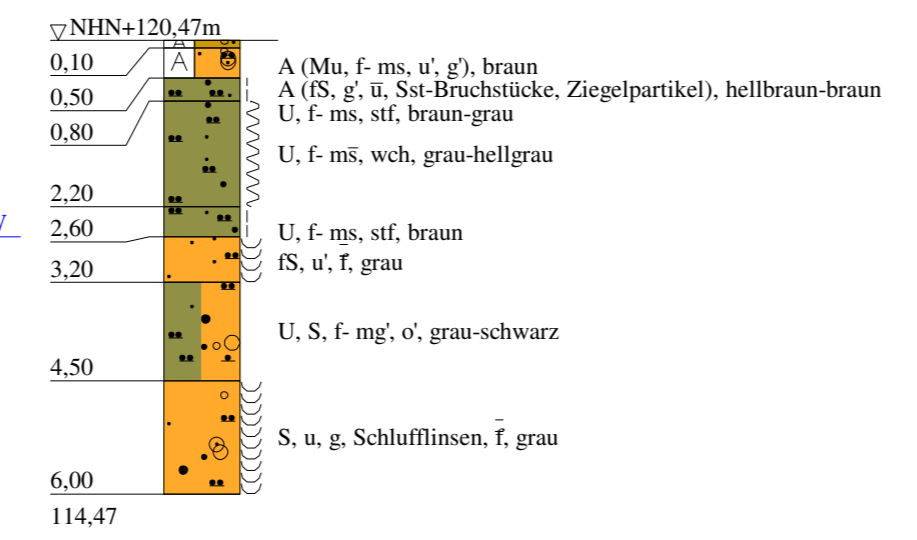 ▽ NHN+120,47m
A
0,10
A
A (Mu, f- ms, u', g'), braun
0,50
A (fS, g', u̅, Sst-Bruchstücke, Ziegelpartikel), hellbraun-braun
0,80
U, f- ms, stf, braun-grau
U, f- ms̅, wch, grau-hellgrau
2,20
2,60
U, f- ms, stf, braun
3,20
fS, u', f̅, grau
U, S, f- mg', o', grau-schwarz
4,50
S, u, g, Schlufflinsen, f̅, grau
6,00
114,47